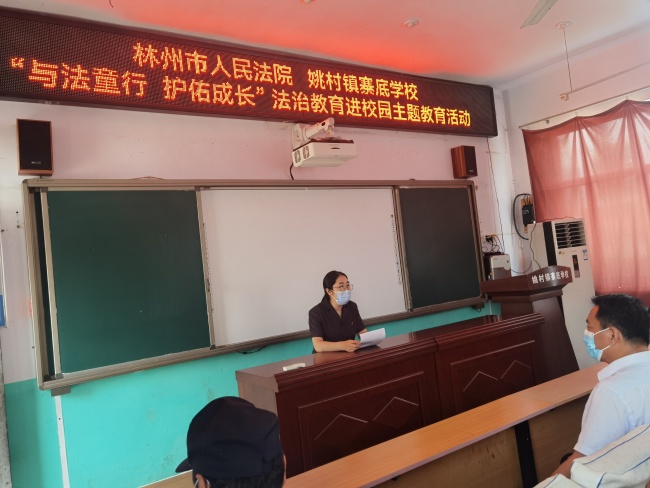 林州市人民法院 姚村镇寨底学校
“与法童行 护佑成长”法治教育进校园主题教育活动
姚村镇寨底学校